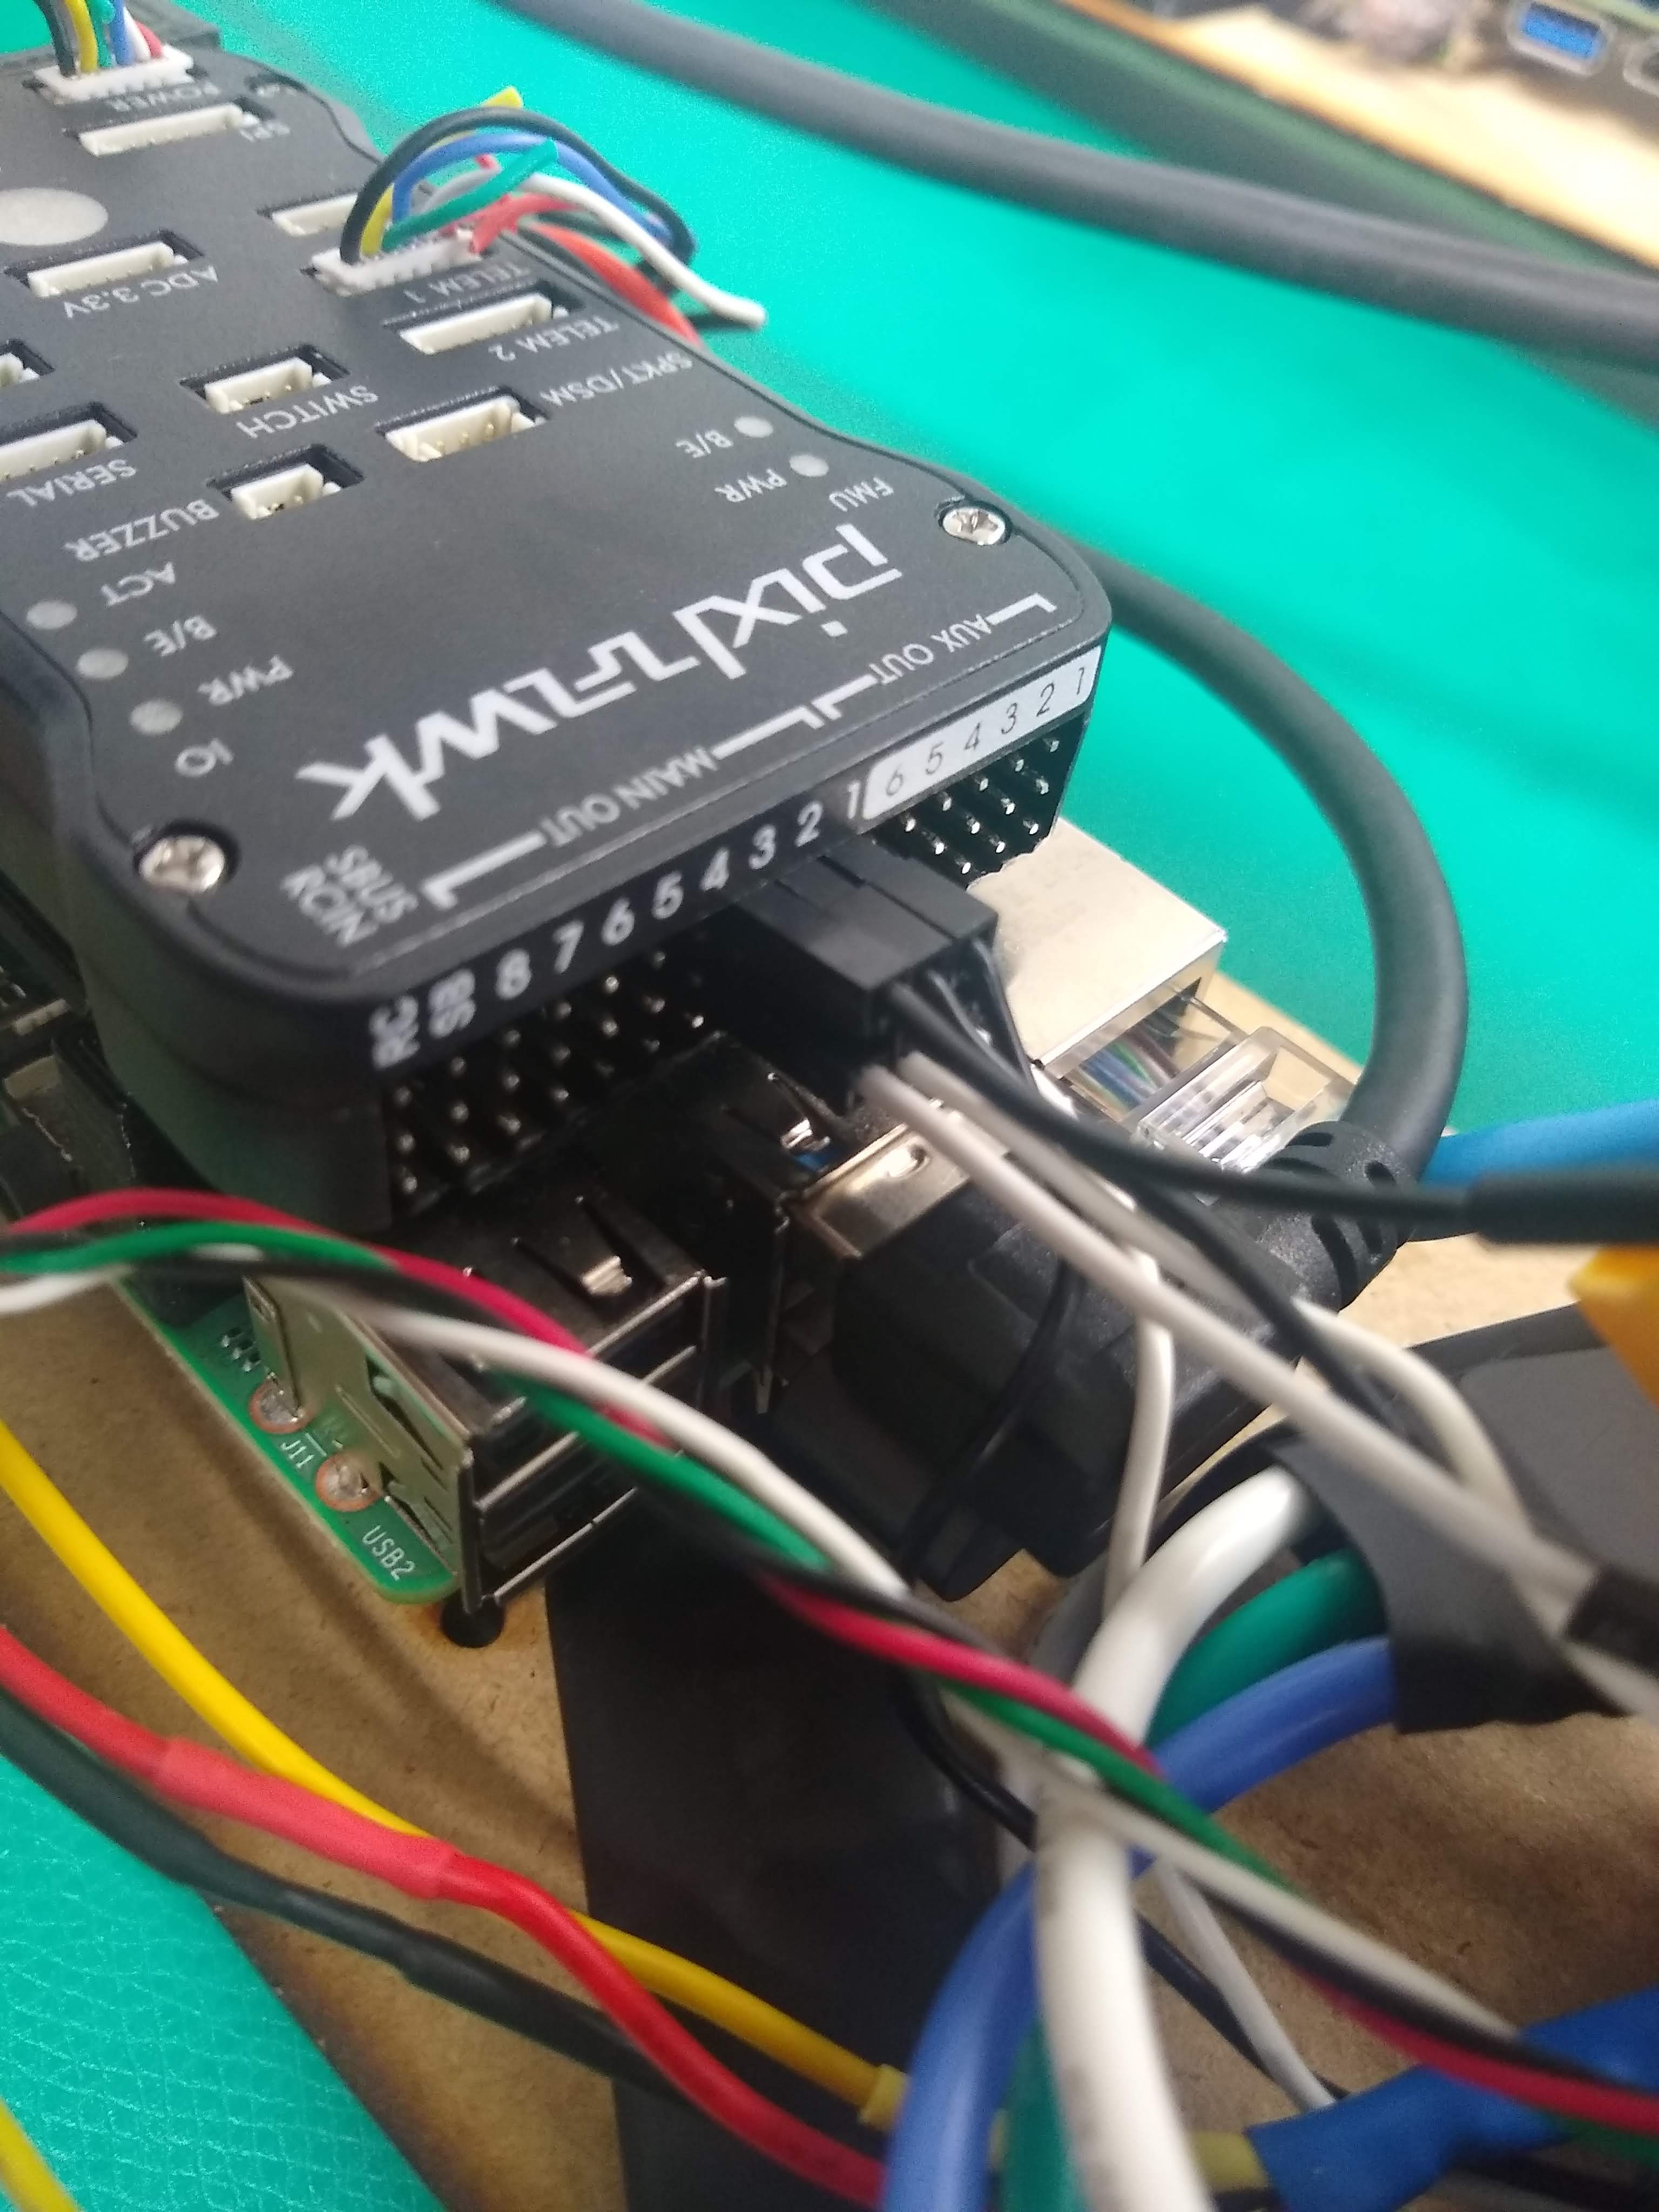 POWER
SPI
ADC 3.3V
TELEM 1
TELEM 2
SWITCH
SPKT/DSM
SERIAL
BUZZER
B/E
PWR
FMU
ACT
B/E
PWR
IO
pixhawk
AUX OUT
MAIN OUT
SBUS
RCIN
RC SB 8 7 6 5 4 3 2 1 6 5 4 3 2 1
J11
USB2